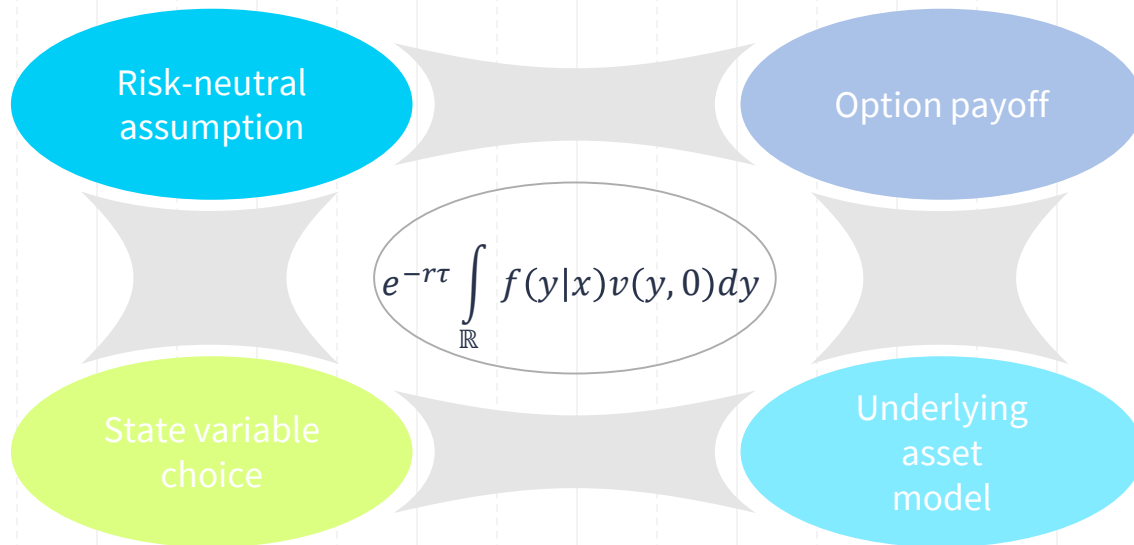 Risk-neutral
assumption
Option payoff
e^{-rτ} ∫_ℝ f(y|x)v(y, 0)dy
State variable
choice
Underlying
asset
model